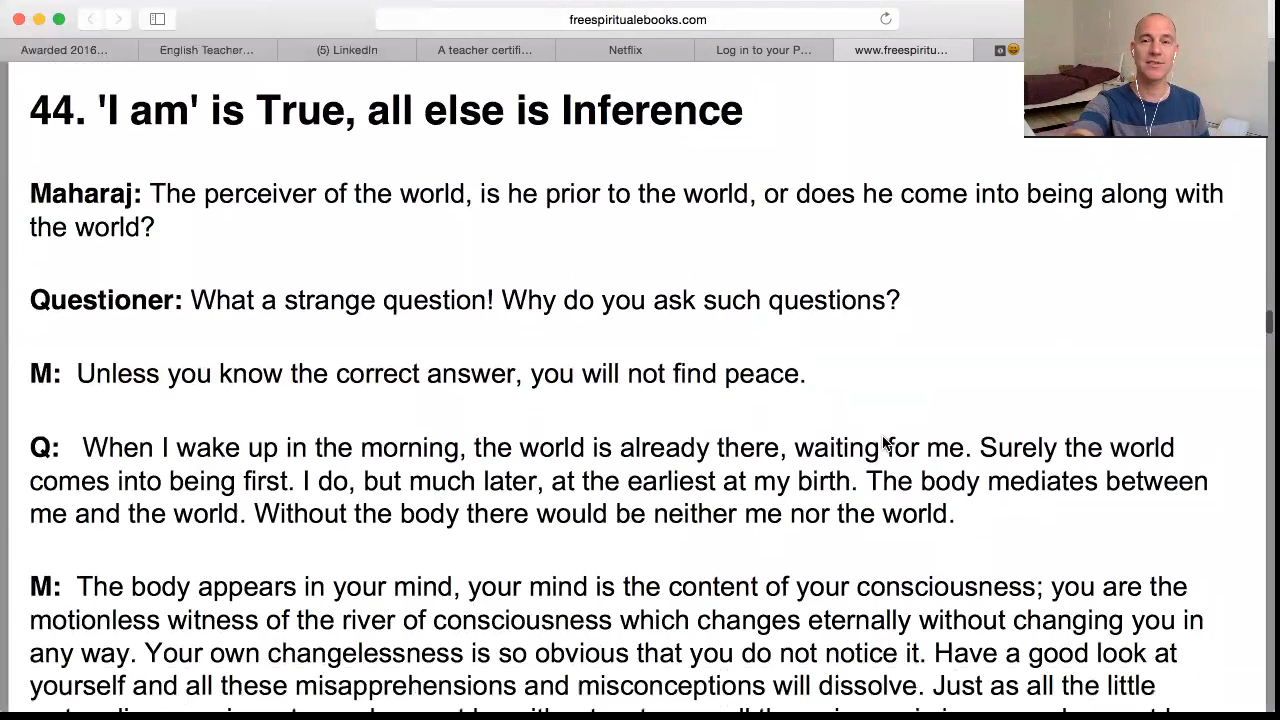 freespiritualebooks.com
Awarded 2016... English Teacher... (5) LinkedIn A teacher certifi... Netflix Log in to your P... www.freespiritu...
44. 'I am' is True, all else is Inference
Maharaj: The perceiver of the world, is he prior to the world, or does he come into being along with
the world?
Questioner: What a strange question! Why do you ask such questions?
M: Unless you know the correct answer, you will not find peace.
Q: When I wake up in the morning, the world is already there, waiting for me. Surely the world
comes into being first. I do, but much later, at the earliest at my birth. The body mediates between
me and the world. Without the body there would be neither me nor the world.
M: The body appears in your mind, your mind is the content of your consciousness; you are the
motionless witness of the river of consciousness which changes eternally without changing you in
any way. Your own changelessness is so obvious that you do not notice it. Have a good look at
yourself and all these misapprehensions and misconceptions will dissolve. Just as all the little